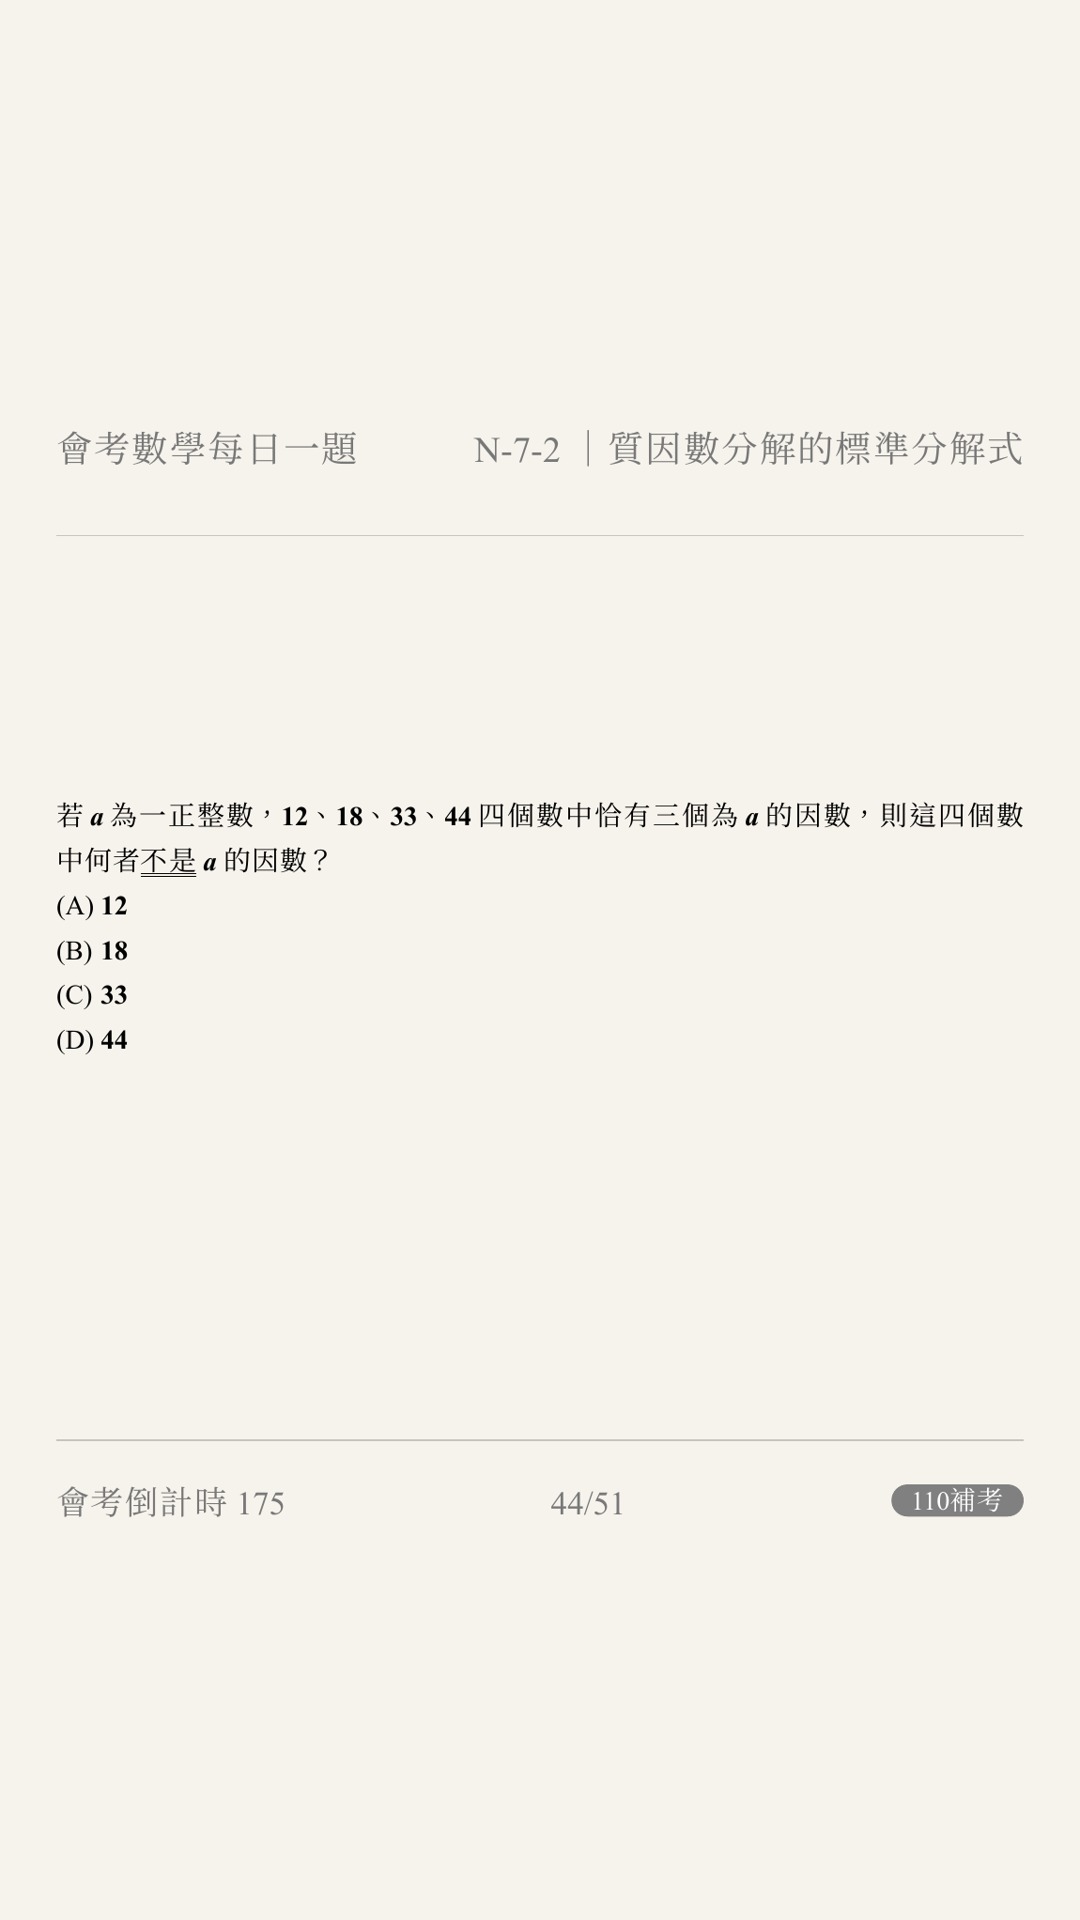 會考數學每日一題
N-7-2｜質因數分解的標準分解式
若 a 為一正整數，12、18、33、44 四個數中恰有三個為 a 的因數，則這四個數
中何者不是 a 的因數？
(A) 12
(B) 18
(C) 33
(D) 44
會考倒計時 175
44/51
110補考